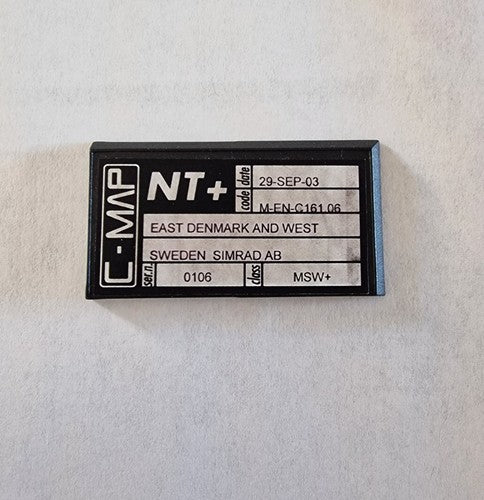 C-MAP
NT+
date 29-SEP-03
code M-EN-C161.06
EAST DENMARK AND WEST
SWEDEN SIMRAD AB
ser.n. 0106 class MSW+